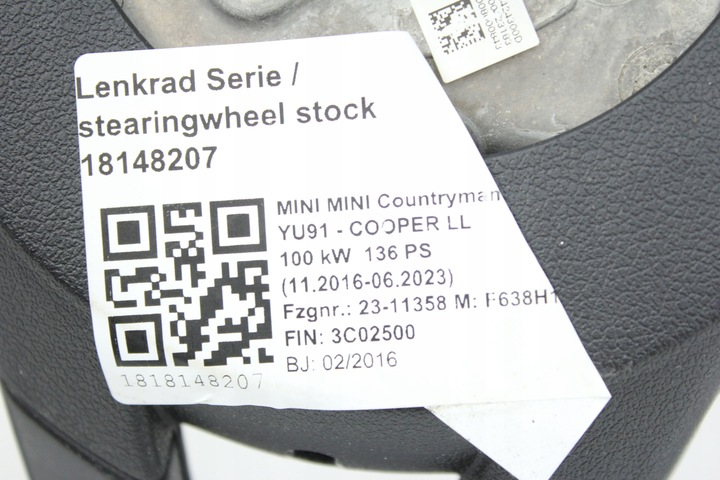 Lenkrad Serie /
stearingwheel stock
18148207
MINI MINI Countryman
YU91 - COOPER LL
100 kW 136 PS
(11.2016-06.2023)
Fzgnr.: 23-11358 M: F638H1
FIN: 3C02500
BJ: 02/2016
1818148207